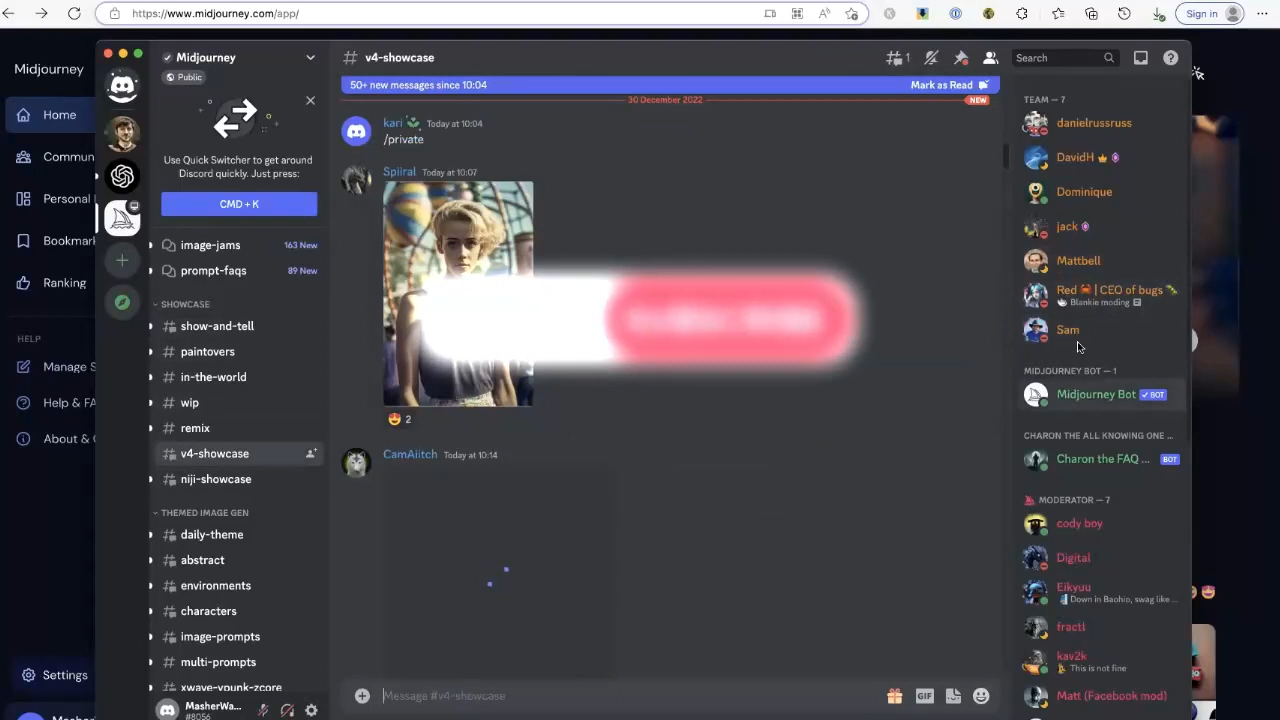 https://www.midjourney.com/app/
Sign in
Midjourney
Home
Commun
Personal
Bookmar
Ranking
HELP
Manage S
Help & FA
About & C
Settings
Midjourney
Public
Use Quick Switcher to get around
Discord quickly. Just press:
CMD + K
image-jams
163 New
prompt-faqs
89 New
SHOWCASE
show-and-tell
paintovers
in-the-world
wip
remix
v4-showcase
niji-showcase
THEMED IMAGE GEN
daily-theme
abstract
environments
characters
image-prompts
multi-prompts
MasherWa...
#8056
v4-showcase
1
Search
50+ new messages since 10:04
Mark as Read
30 December 2022
NEW
kari Today at 10:04
/private
Spiiral Today at 10:07
2
CamAiitch Today at 10:14
Message #v4-showcase
GIF
TEAM — 7
danielrussruss
DavidH
Dominique
jack
Mattbell
Red | CEO of bugs
Blankie moding
Sam
MIDJOURNEY BOT — 1
Midjourney Bot
BOT
CHARON THE ALL KNOWING ONE ...
Charon the FAQ ...
BOT
MODERATOR — 7
cody boy
Digital
Eikyuu
Down in Baohio, swag like ...
fractl
kav2k
This is not fine
Matt (Facebook mod)